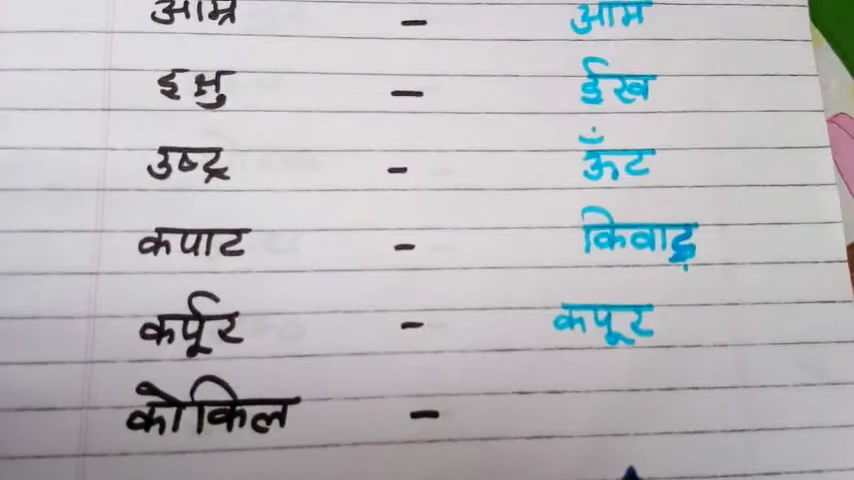 आम्र - आम
इक्षु - ईख
उष्ट्र - ऊँट
कपाट - किवाड़
कर्पूर - कपूर
कोकिल -